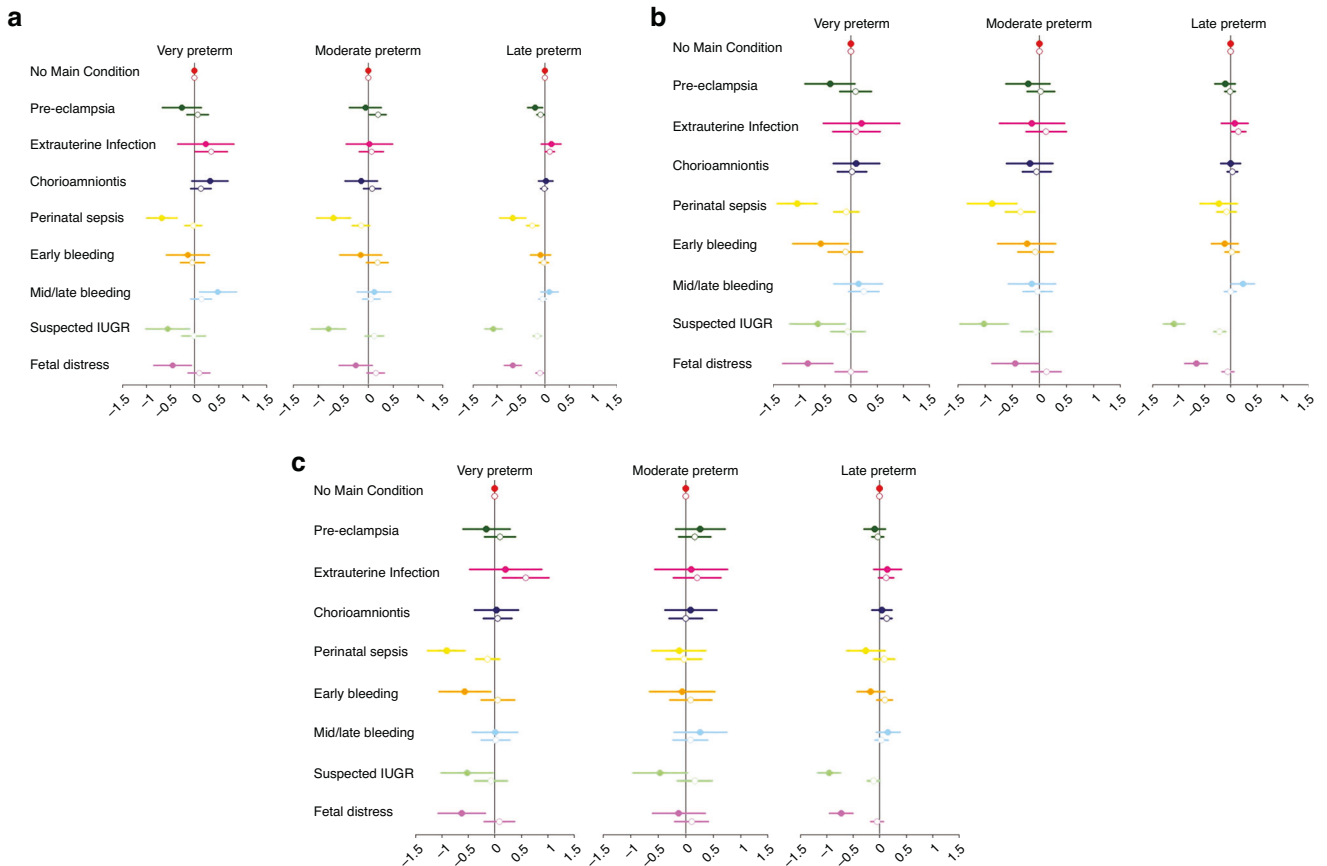 a
Very preterm Moderate preterm Late preterm
No Main Condition
Pre-eclampsia
Extrauterine Infection
Chorioamniontis
Perinatal sepsis
Early bleeding
Mid/late bleeding
Suspected IUGR
Fetal distress
−1.5 −1 −0.5 0 0.5 1 1.5 −1.5 −1 −0.5 0 0.5 1 1.5 −1.5 −1 −0.5 0 0.5 1 1.5
b
Very preterm Moderate preterm Late preterm
No Main Condition
Pre-eclampsia
Extrauterine Infection
Chorioamniontis
Perinatal sepsis
Early bleeding
Mid/late bleeding
Suspected IUGR
Fetal distress
−1.5 −1 −0.5 0 0.5 1 1.5 −1.5 −1 −0.5 0 0.5 1 1.5 −1.5 −1 −0.5 0 0.5 1 1.5
c
Very preterm Moderate preterm Late preterm
No Main Condition
Pre-eclampsia
Extrauterine Infection
Chorioamniontis
Perinatal sepsis
Early bleeding
Mid/late bleeding
Suspected IUGR
Fetal distress
−1.5 −1 −0.5 0 0.5 1 1.5 −1.5 −1 −0.5 0 0.5 1 1.5 −1.5 −1 −0.5 0 0.5 1 1.5